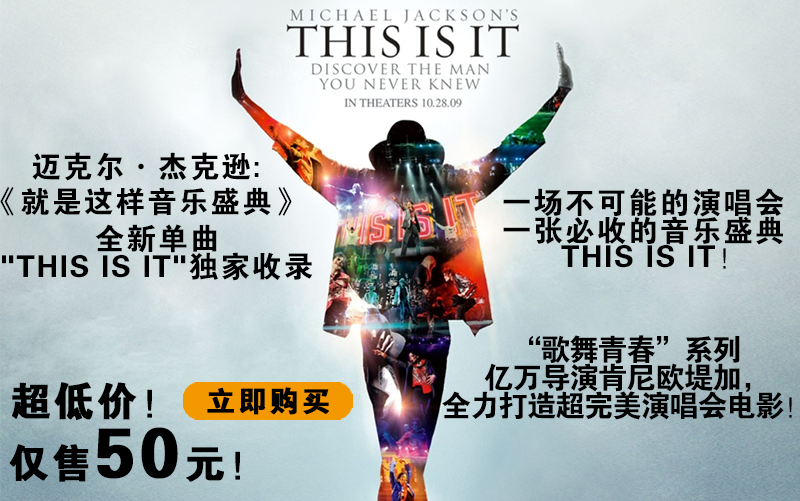 MICHAEL JACKSON'S
THIS IS IT
DISCOVER THE MAN
YOU NEVER KNEW
IN THEATERS 10.28.09
迈克尔·杰克逊:
《就是这样音乐盛典》
全新单曲
"THIS IS IT"独家收录
一场不可能的演唱会
一张必收的音乐盛典
THIS IS IT!
THIS IS IT
“歌舞青春”系列
亿万导演肯尼欧堤加,
全力打造超完美演唱会电影!
超低价!
立即购买
仅售50元!